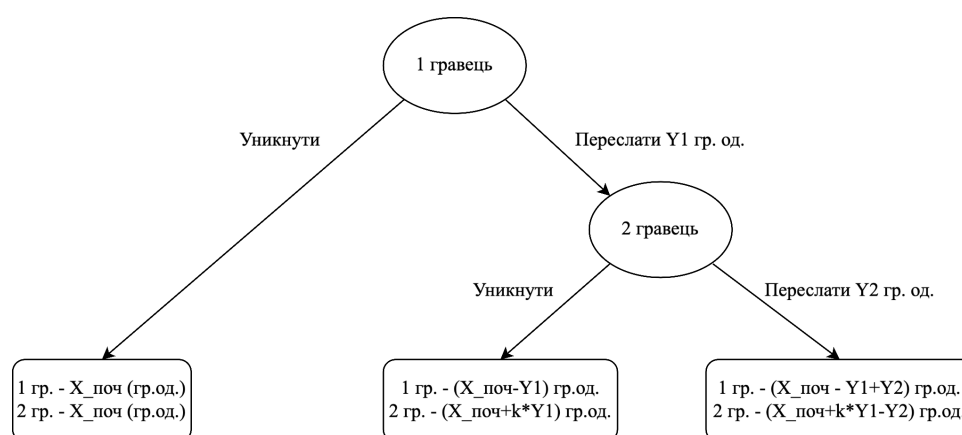 1 гравець
Уникнути
Переслати Y1 гр. од.
2 гравець
Уникнути
Переслати Y2 гр. од.
1 гр. - X_поч (гр.од.)
2 гр. - X_поч (гр.од.)
1 гр. - (X_поч-Y1) гр.од.
2 гр. - (X_поч+k*Y1) гр.од.
1 гр. - (X_поч - Y1+Y2) гр.од.
2 гр. - (X_поч+k*Y1-Y2) гр.од.